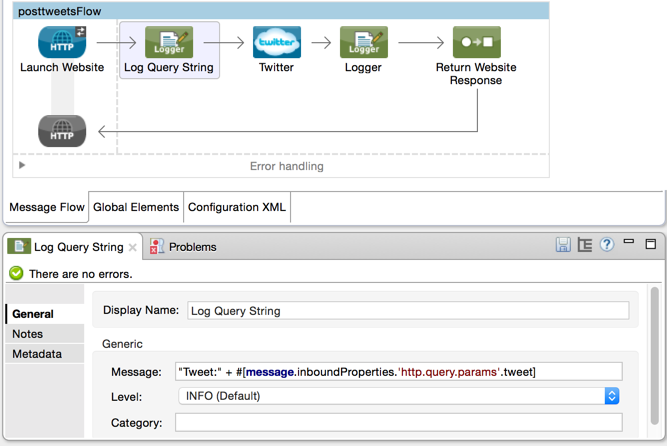 posttweetsFlow
HTTP
Logger
twitter
Logger
Launch Website
Log Query String
Twitter
Logger
Return Website
Response
HTTP
Error handling
Message Flow
Global Elements
Configuration XML
Log Query String
Problems
There are no errors.
General
Notes
Metadata
Display Name:
Log Query String
Generic
Message:
"Tweet:" + #[message.inboundProperties.'http.query.params'.tweet]
Level:
INFO (Default)
Category: